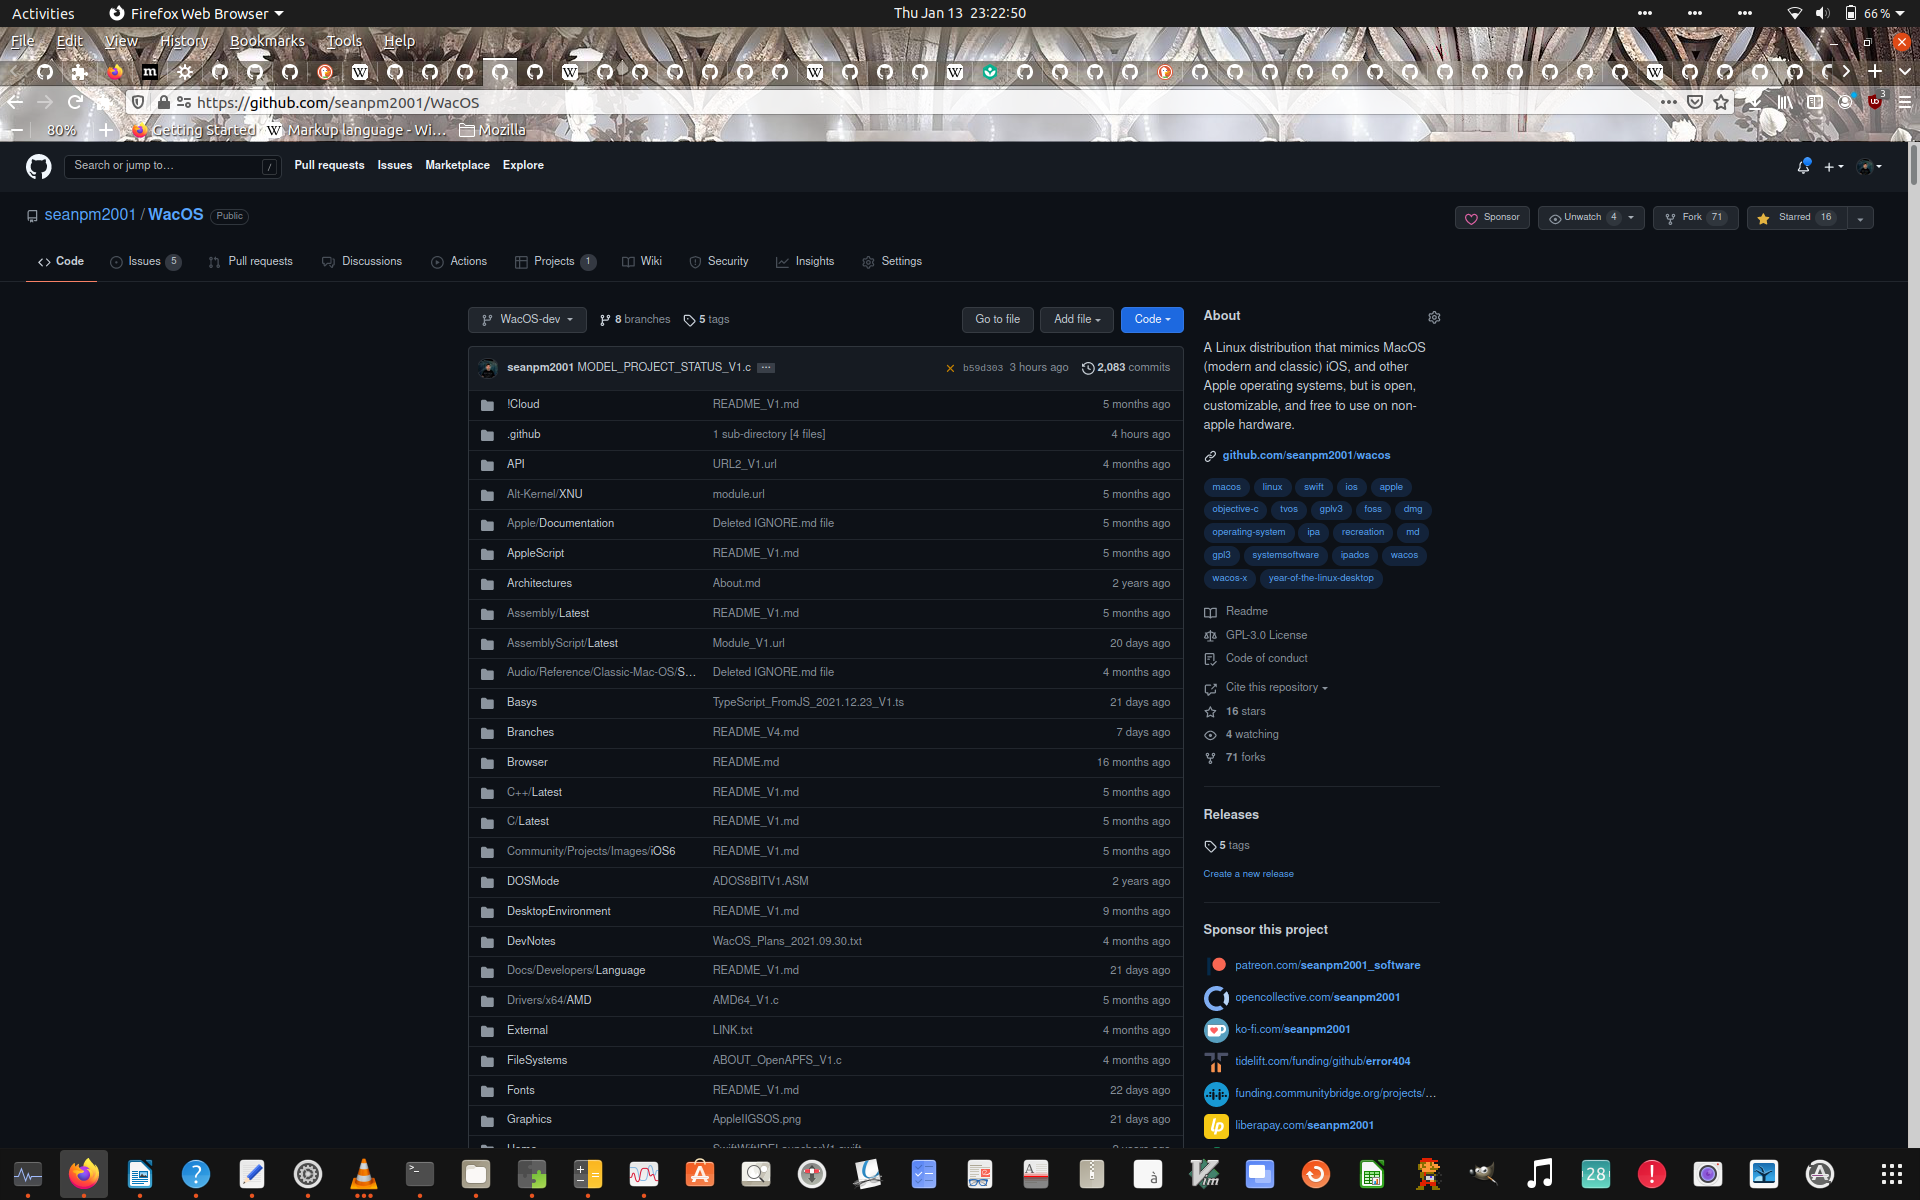 Activities
Firefox Web Browser
Thu Jan 13 23:22:50
66 %
File Edit View History Bookmarks Tools Help
https://github.com/seanpm2001/WacOS
3
80%
Getting Started
Markup language - Wi…
Mozilla
Search or jump to…
/
Pull requests
Issues
Marketplace
Explore
seanpm2001 / WacOS
Public
Sponsor
Unwatch 4
Fork 71
Starred 16
Code
Issues 5
Pull requests
Discussions
Actions
Projects 1
Wiki
Security
Insights
Settings
WacOS-dev
8 branches
5 tags
Go to file
Add file
Code
seanpm2001 MODEL_PROJECT_STATUS_V1.c
b59d303 3 hours ago
2,083 commits
!Cloud README_V1.md 5 months ago
.github 1 sub-directory [4 files] 4 hours ago
API URL2_V1.url 4 months ago
Alt-Kernel/XNU module.url 5 months ago
Apple/Documentation Deleted IGNORE.md file 5 months ago
AppleScript README_V1.md 5 months ago
Architectures About.md 2 years ago
Assembly/Latest README_V1.md 5 months ago
AssemblyScript/Latest Module_V1.url 20 days ago
Audio/Reference/Classic-Mac-OS/S… Deleted IGNORE.md file 4 months ago
Basys TypeScript_FromJS_2021.12.23_V1.ts 21 days ago
Branches README_V4.md 7 days ago
Browser README.md 16 months ago
C++/Latest README_V1.md 5 months ago
C/Latest README_V1.md 5 months ago
Community/Projects/Images/iOS6 README_V1.md 5 months ago
DOSMode ADOS8BITV1.ASM 2 years ago
DesktopEnvironment README_V1.md 9 months ago
DevNotes WacOS_Plans_2021.09.30.txt 4 months ago
Docs/Developers/Language README_V1.md 21 days ago
Drivers/x64/AMD AMD64_V1.c 5 months ago
External LINK.txt 4 months ago
FileSystems ABOUT_OpenAPFS_V1.c 4 months ago
Fonts README_V1.md 22 days ago
Graphics AppleIIGSOS.png 21 days ago
About
A Linux distribution that mimics MacOS
(modern and classic) iOS, and other
Apple operating systems, but is open,
customizable, and free to use on non-
apple hardware.
github.com/seanpm2001/wacos
macos linux swift ios apple
objective-c tvos gplv3 foss dmg
operating-system ipa recreation md
gpl3 systemsoftware ipados wacos
wacos-x year-of-the-linux-desktop
Readme
GPL-3.0 License
Code of conduct
Cite this repository
16 stars
4 watching
71 forks
Releases
5 tags
Create a new release
Sponsor this project
patreon.com/seanpm2001_software
opencollective.com/seanpm2001
ko-fi.com/seanpm2001
tidelift.com/funding/github/error404
funding.communitybridge.org/projects/…
lp
liberapay.com/seanpm2001
28